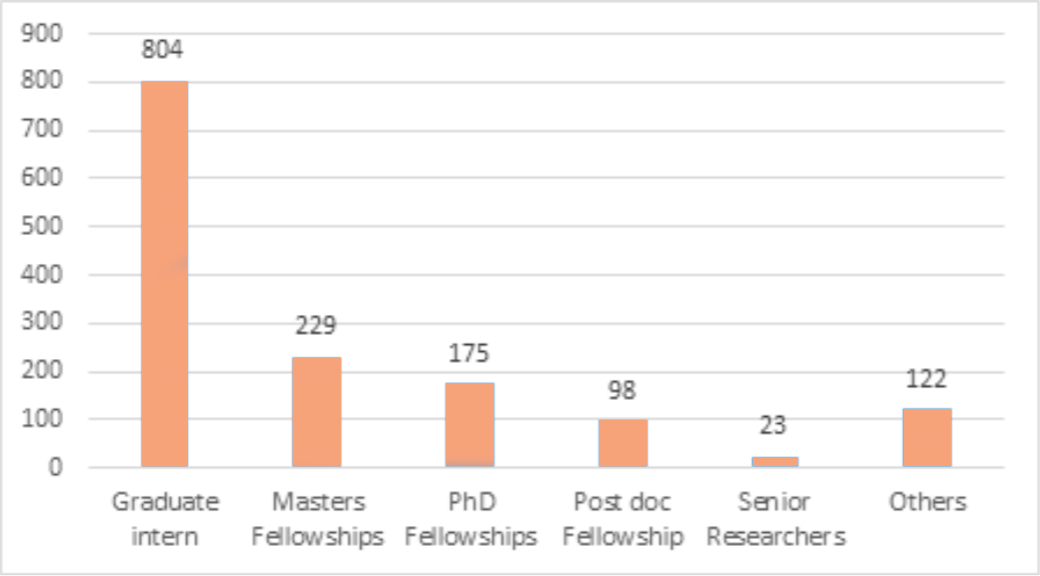 900
804
800
700
600
500
400
300
229
200
175
122
100
98
23
0
Graduate intern
Masters Fellowships
PhD Fellowships
Post doc Fellowship
Senior Researchers
Others